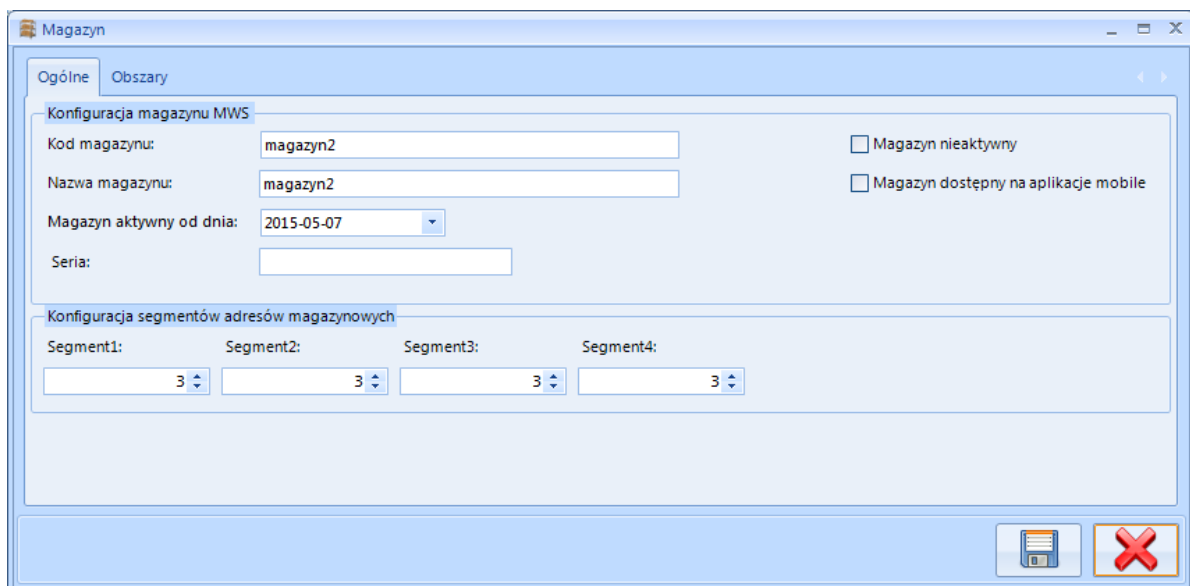 Magazyn
Ogólne Obszary
Konfiguracja magazynu MWS
Kod magazynu: magazyn2 Magazyn nieaktywny
Nazwa magazynu: magazyn2 Magazyn dostępny na aplikacje mobile
Magazyn aktywny od dnia: 2015-05-07
Seria:
Konfiguracja segmentów adresów magazynowych
Segment1: Segment2: Segment3: Segment4:
3 3 3 3